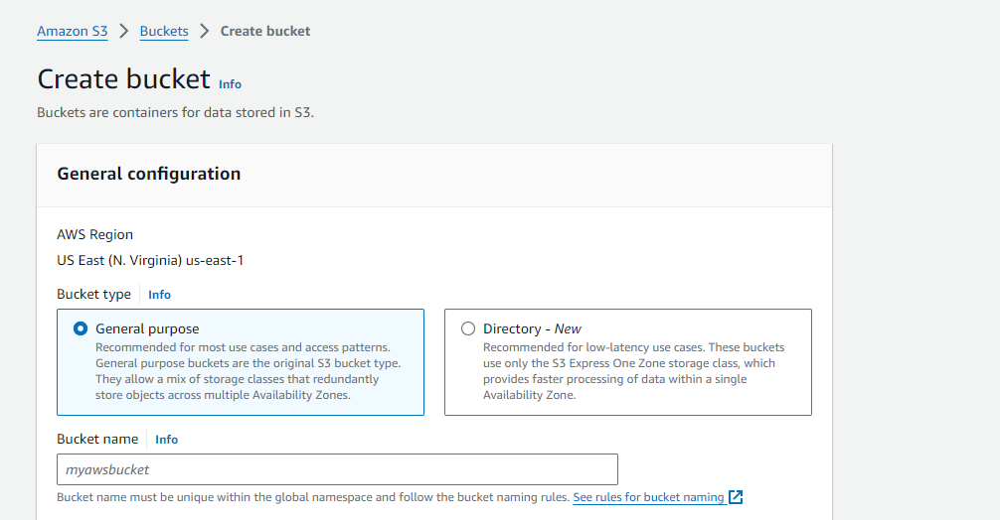 Amazon S3 > Buckets > Create bucket
Create bucket Info
Buckets are containers for data stored in S3.
General configuration
AWS Region
US East (N. Virginia) us-east-1
Bucket type Info
General purpose
Recommended for most use cases and access patterns.
General purpose buckets are the original S3 bucket type.
They allow a mix of storage classes that redundantly
store objects across multiple Availability Zones.
Directory - New
Recommended for low-latency use cases. These buckets
use only the S3 Express One Zone storage class, which
provides faster processing of data within a single
Availability Zone.
Bucket name Info
myawsbucket
Bucket name must be unique within the global namespace and follow the bucket naming rules. See rules for bucket naming